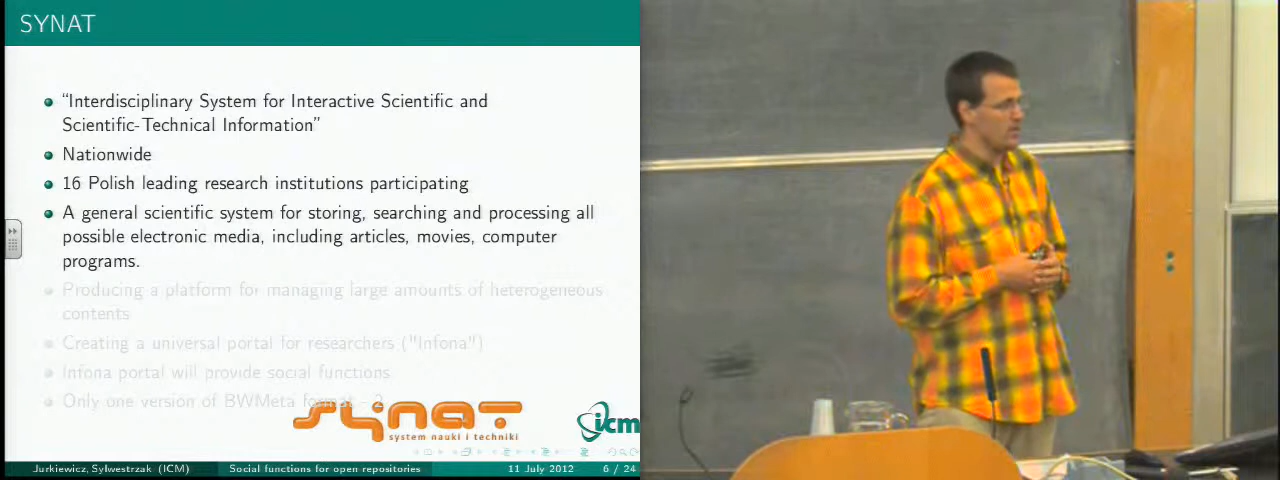 SYNAT
“Interdisciplinary System for Interactive Scientific and
Scientific-Technical Information”
Nationwide
16 Polish leading research institutions participating
A general scientific system for storing, searching and processing all
possible electronic media, including articles, movies, computer
programs.
Producing a platform for managing large amounts of heterogeneous
contents
Creating a universal portal for researchers ("Infona")
Infona portal will provide social functions
Only one version of BWMeta format - 2
synat
system nauki i techniki
icm
Jurkiewicz, Sylwestrzak (ICM) Social functions for open repositories 11 July 2012 6 / 24